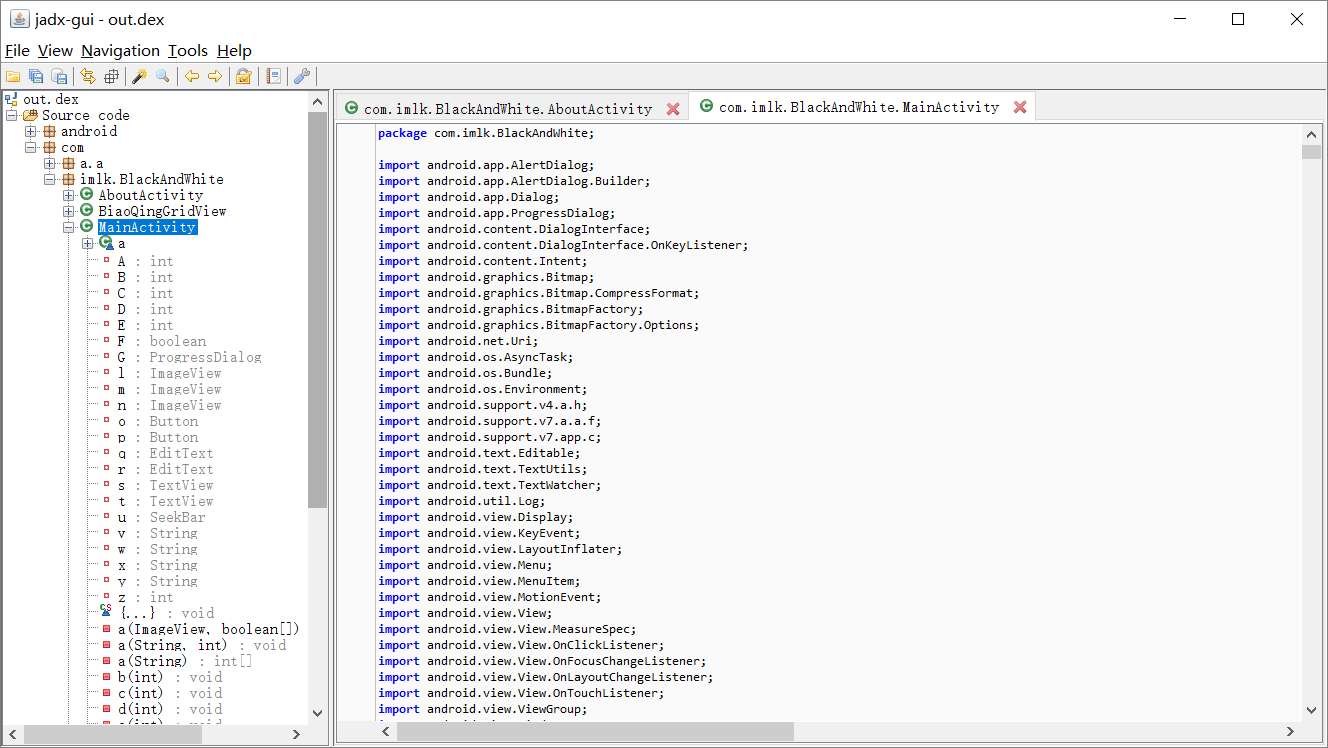 jadx-gui - out.dex
File View Navigation Tools Help
out.dex
Source code
android
com
a.a
imlk.BlackAndWhite
AboutActivity
BiaoQingGridView
MainActivity
a
A : int
B : int
C : int
D : int
E : int
F : boolean
G : ProgressDialog
l : ImageView
m : ImageView
n : ImageView
o : Button
p : Button
q : EditText
r : EditText
s : TextView
t : TextView
u : SeekBar
v : String
w : String
x : String
y : String
z : int
{...} : void
a(ImageView, boolean[])
a(String, int) : void
a(String) : int[]
b(int) : void
c(int) : void
d(int) : void
com.imlk.BlackAndWhite.AboutActivity
com.imlk.BlackAndWhite.MainActivity
package com.imlk.BlackAndWhite;
import android.app.AlertDialog;
import android.app.AlertDialog.Builder;
import android.app.Dialog;
import android.app.ProgressDialog;
import android.content.DialogInterface;
import android.content.DialogInterface.OnKeyListener;
import android.content.Intent;
import android.graphics.Bitmap;
import android.graphics.Bitmap.CompressFormat;
import android.graphics.BitmapFactory;
import android.graphics.BitmapFactory.Options;
import android.net.Uri;
import android.os.AsyncTask;
import android.os.Bundle;
import android.os.Environment;
import android.support.v4.a.h;
import android.support.v7.a.a.f;
import android.support.v7.app.c;
import android.text.Editable;
import android.text.TextUtils;
import android.text.TextWatcher;
import android.util.Log;
import android.view.Display;
import android.view.KeyEvent;
import android.view.LayoutInflater;
import android.view.Menu;
import android.view.MenuItem;
import android.view.MotionEvent;
import android.view.View;
import android.view.View.MeasureSpec;
import android.view.View.OnClickListener;
import android.view.View.OnFocusChangeListener;
import android.view.View.OnLayoutChangeListener;
import android.view.View.OnTouchListener;
import android.view.ViewGroup;